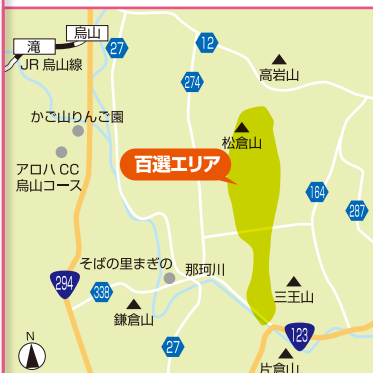 烏山
滝
JR 烏山線
27
12
274
高岩山
かご山りんご園
松倉山
百選エリア
アロハ CC
烏山コース
164
287
そばの里まぎの
那珂川
294
338
三王山
鎌倉山
123
27
片倉山
N